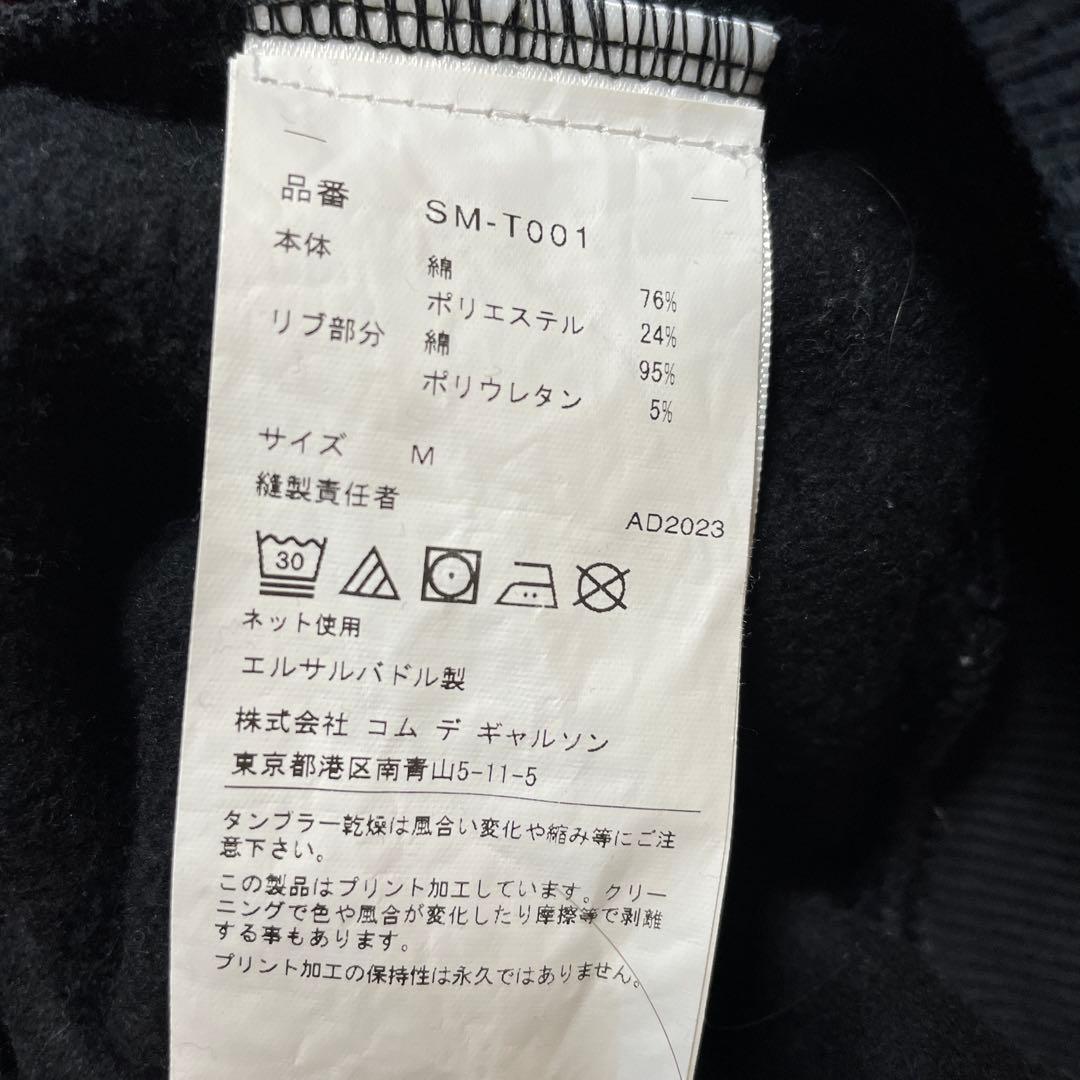 品番 SM-T001
本体 綿 76%
ポリエステル 24%
リブ部分 綿 95%
ポリウレタン 5%
サイズ M
縫製責任者
AD2023
30
ネット使用
エルサルバドル製
株式会社 コム デ ギャルソン
東京都港区南青山5-11-5
タンブラー乾燥は風合い変化や縮み等にご注
意下さい。
この製品はプリント加工しています。クリー
ニングで色や風合が変化したり摩擦等で剥離
する事もあります。
プリント加工の保持性は永久ではありません。